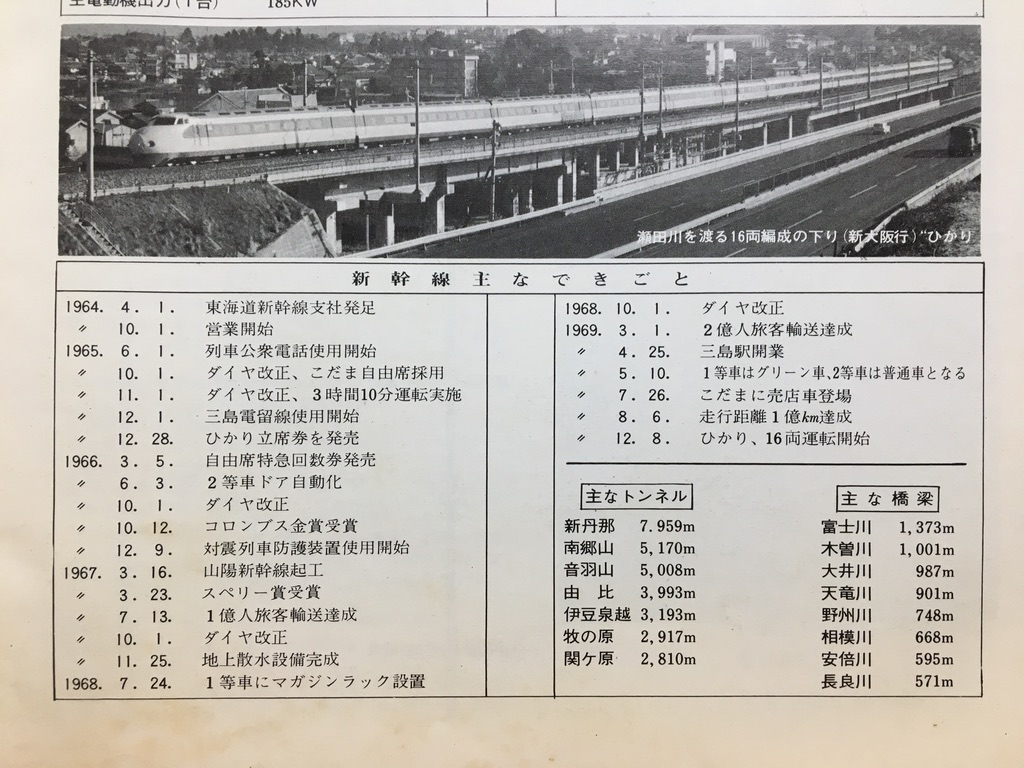 主電動機出力(1台) 185KW
瀬田川を渡る16両編成の下り(新大阪行)“ひかり
新幹線主なできごと
1964. 4. 1. 東海道新幹線支社発足
〃 10. 1. 営業開始
1965. 6. 1. 列車公衆電話使用開始
〃 10. 1. ダイヤ改正、こだま自由席採用
〃 11. 1. ダイヤ改正、3時間10分運転実施
〃 12. 1. 三島電留線使用開始
〃 12. 28. ひかり立席券を発売
1966. 3. 5. 自由席特急回数券発売
〃 6. 3. 2等車ドア自動化
〃 10. 1. ダイヤ改正
〃 10. 12. コロンブス金賞受賞
〃 12. 9. 対震列車防護装置使用開始
1967. 3. 16. 山陽新幹線起工
〃 3. 23. スペリー賞受賞
〃 7. 13. 1億人旅客輸送達成
〃 10. 1. ダイヤ改正
〃 11. 25. 地上散水設備完成
1968. 7. 24. 1等車にマガジンラック設置
1968. 10. 1. ダイヤ改正
1969. 3. 1. 2億人旅客輸送達成
〃 4. 25. 三島駅開業
〃 5. 10. 1等車はグリーン車、2等車は普通車となる
〃 7. 26. こだまに売店車登場
〃 8. 6. 走行距離1億km達成
〃 12. 8. ひかり、16両運転開始
主なトンネル
新丹那 7.959m
南郷山 5,170m
音羽山 5,008m
由比 3,993m
伊豆泉越 3,193m
牧の原 2,917m
関ケ原 2,810m
主な橋梁
富士川 1,373m
木曽川 1,001m
大井川 987m
天竜川 901m
野州川 748m
相模川 668m
安倍川 595m
長良川 571m